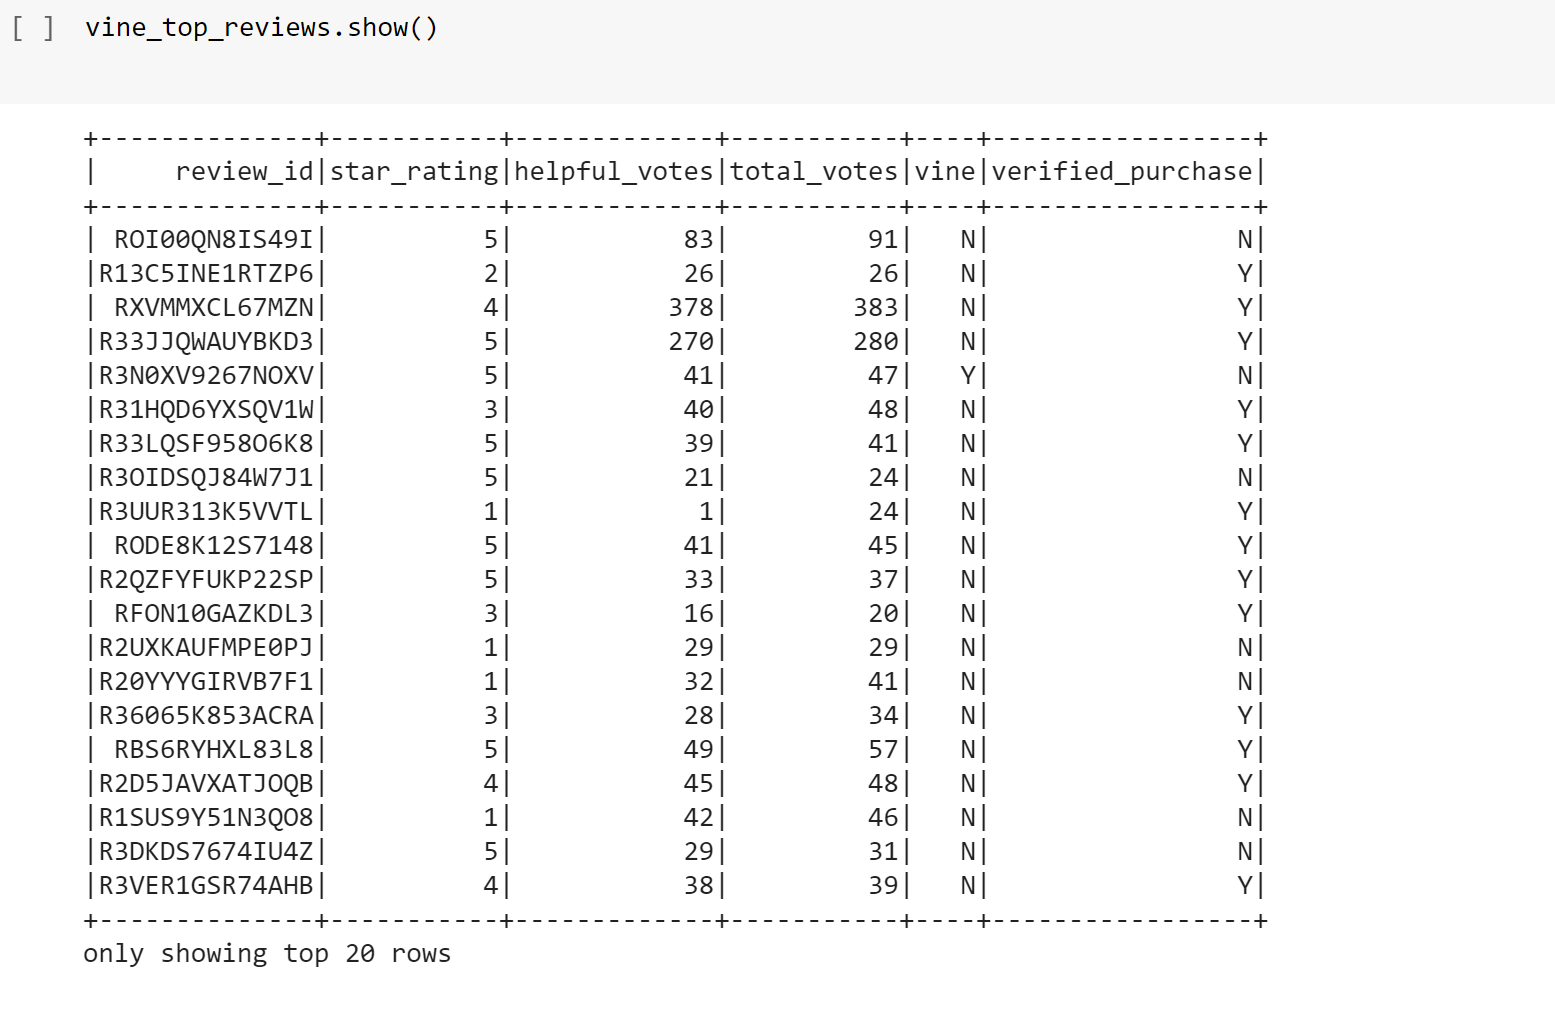 [ ] vine_top_reviews.show()
+--------------+-----------+-------------+-----------+----+-----------------+
|     review_id|star_rating|helpful_votes|total_votes|vine|verified_purchase|
+--------------+-----------+-------------+-----------+----+-----------------+
| ROI00QN8IS49I|          5|           83|         91|   N|                N|
|R13C5INE1RTZP6|          2|           26|         26|   N|                Y|
| RXVMMXCL67MZN|          4|          378|        383|   N|                Y|
|R33JJQWAUYBKD3|          5|          270|        280|   N|                Y|
|R3N0XV9267NOXV|          5|           41|         47|   Y|                N|
|R31HQD6YXSQV1W|          3|           40|         48|   N|                Y|
|R33LQSF958O6K8|          5|           39|         41|   N|                Y|
|R3OIDSQJ84W7J1|          5|           21|         24|   N|                N|
|R3UUR313K5VVTL|          1|            1|         24|   N|                Y|
| RODE8K12S7148|          5|           41|         45|   N|                Y|
|R2QZFYFUKP22SP|          5|           33|         37|   N|                Y|
| RFON10GAZKDL3|          3|           16|         20|   N|                Y|
|R2UXKAUFMPE0PJ|          1|           29|         29|   N|                N|
|R20YYYGIRVB7F1|          1|           32|         41|   N|                N|
|R36065K853ACRA|          3|           28|         34|   N|                Y|
| RBS6RYHXL83L8|          5|           49|         57|   N|                Y|
|R2D5JAVXATJOQB|          4|           45|         48|   N|                Y|
|R1SUS9Y51N3QO8|          1|           42|         46|   N|                N|
|R3DKDS7674IU4Z|          5|           29|         31|   N|                N|
|R3VER1GSR74AHB|          4|           38|         39|   N|                Y|
+--------------+-----------+-------------+-----------+----+-----------------+
only showing top 20 rows